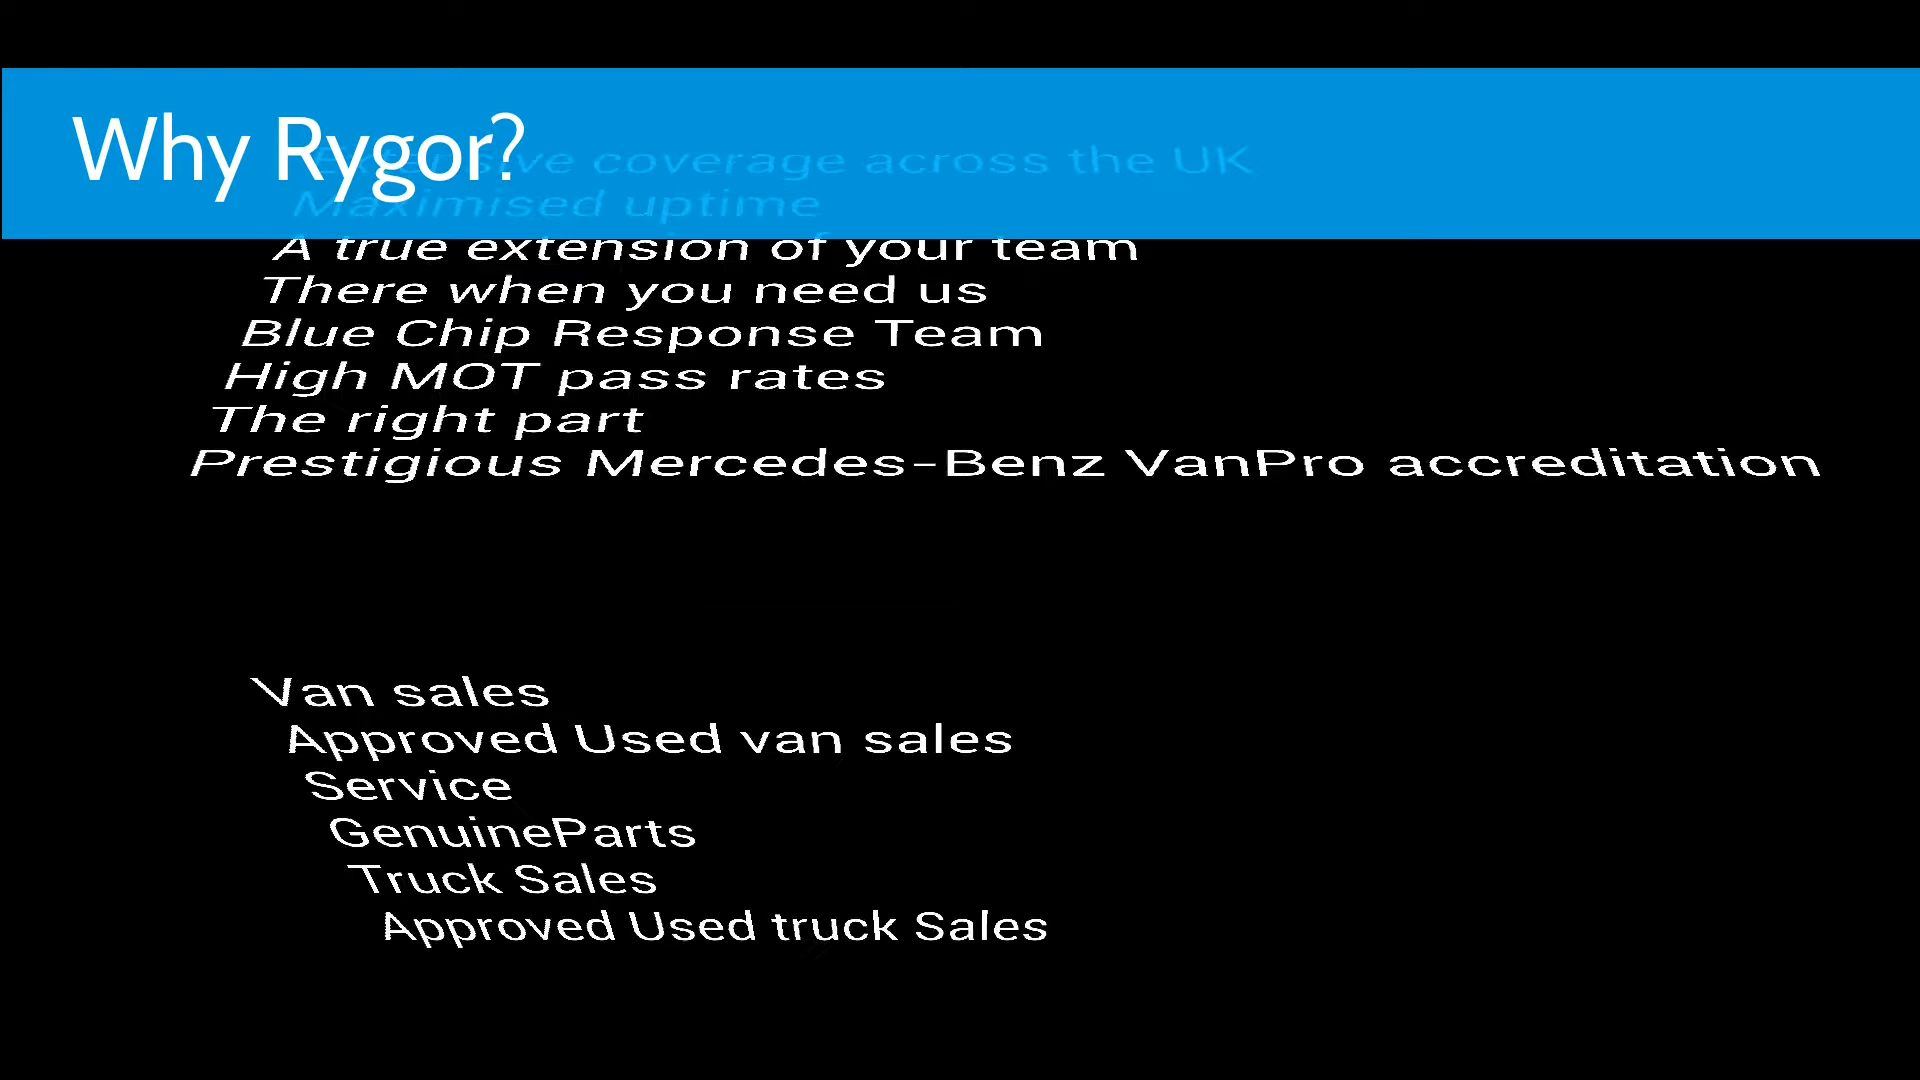 Why Rygor?
Extensive coverage across the UK
Maximised uptime
A true extension of your team
There when you need us
Blue Chip Response Team
High MOT pass rates
The right part
Prestigious Mercedes-Benz VanPro accreditation
Van sales
Approved Used van sales
Service
GenuineParts
Truck Sales
Approved Used truck Sales